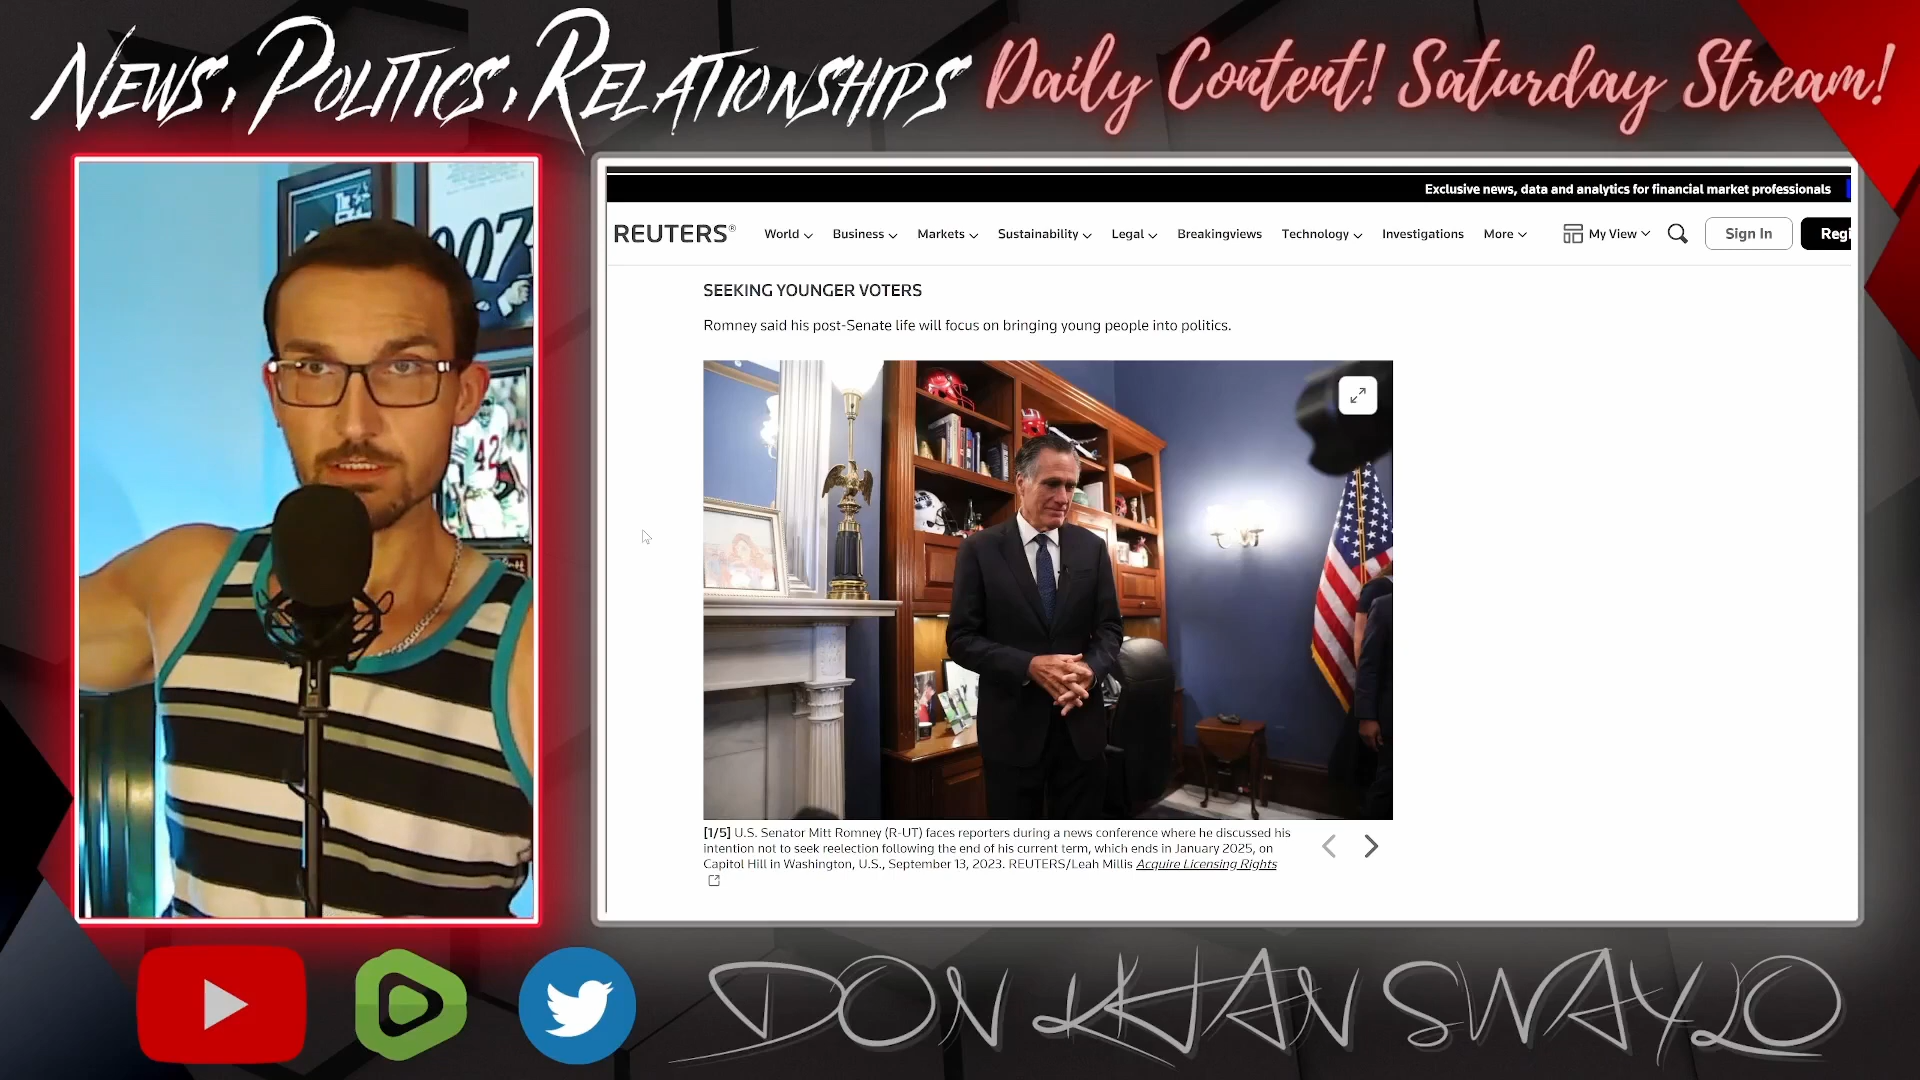 NEWS, POLITICS, RELATIONSHIPS Daily Content! Saturday Stream!
007
42
Exclusive news, data and analytics for financial market professionals
REUTERS® World Business Markets Sustainability Legal Breakingviews Technology Investigations More My View Sign In Regi
SEEKING YOUNGER VOTERS
Romney said his post-Senate life will focus on bringing young people into politics.
[1/5] U.S. Senator Mitt Romney (R-UT) faces reporters during a news conference where he discussed his
intention not to seek reelection following the end of his current term, which ends in January 2025, on
Capitol Hill in Washington, U.S., September 13, 2023. REUTERS/Leah Millis Acquire Licensing Rights
DON KHAN SWAYLO